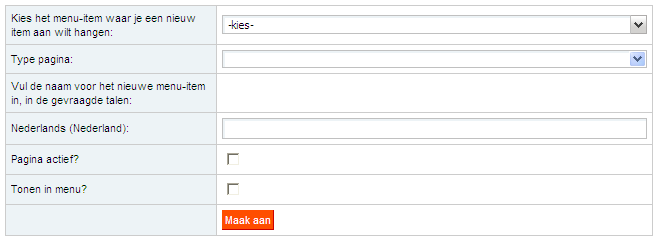 Kies het menu-item waar je een nieuw
item aan wilt hangen:
-kies-
Type pagina:
Vul de naam voor het nieuwe menu-item
in, in de gevraagde talen:
Nederlands (Nederland):
Pagina actief?
Tonen in menu?
Maak aan